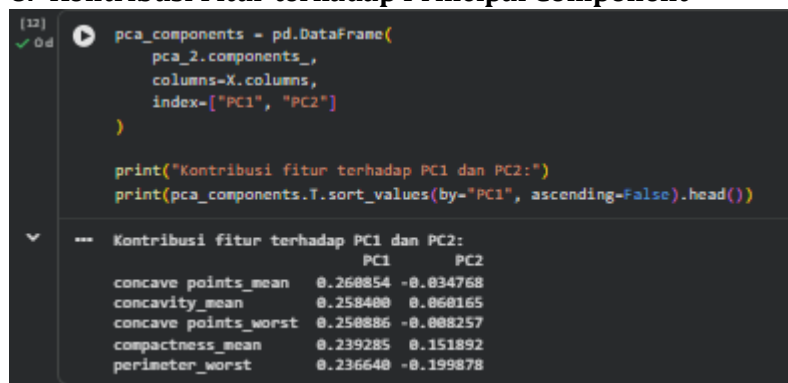 [12]
✓ 0d
pca_components = pd.DataFrame(
pca_2.components_,
columns=X.columns,
index=["PC1", "PC2"]
)
print("Kontribusi fitur terhadap PC1 dan PC2:")
print(pca_components.T.sort_values(by="PC1", ascending=False).head())
Kontribusi fitur terhadap PC1 dan PC2:
PC1 PC2
concave points_mean 0.260854 -0.034768
concavity_mean 0.258400 0.060165
concave points_worst 0.250886 -0.008257
compactness_mean 0.239285 0.151892
perimeter_worst 0.236640 -0.199878